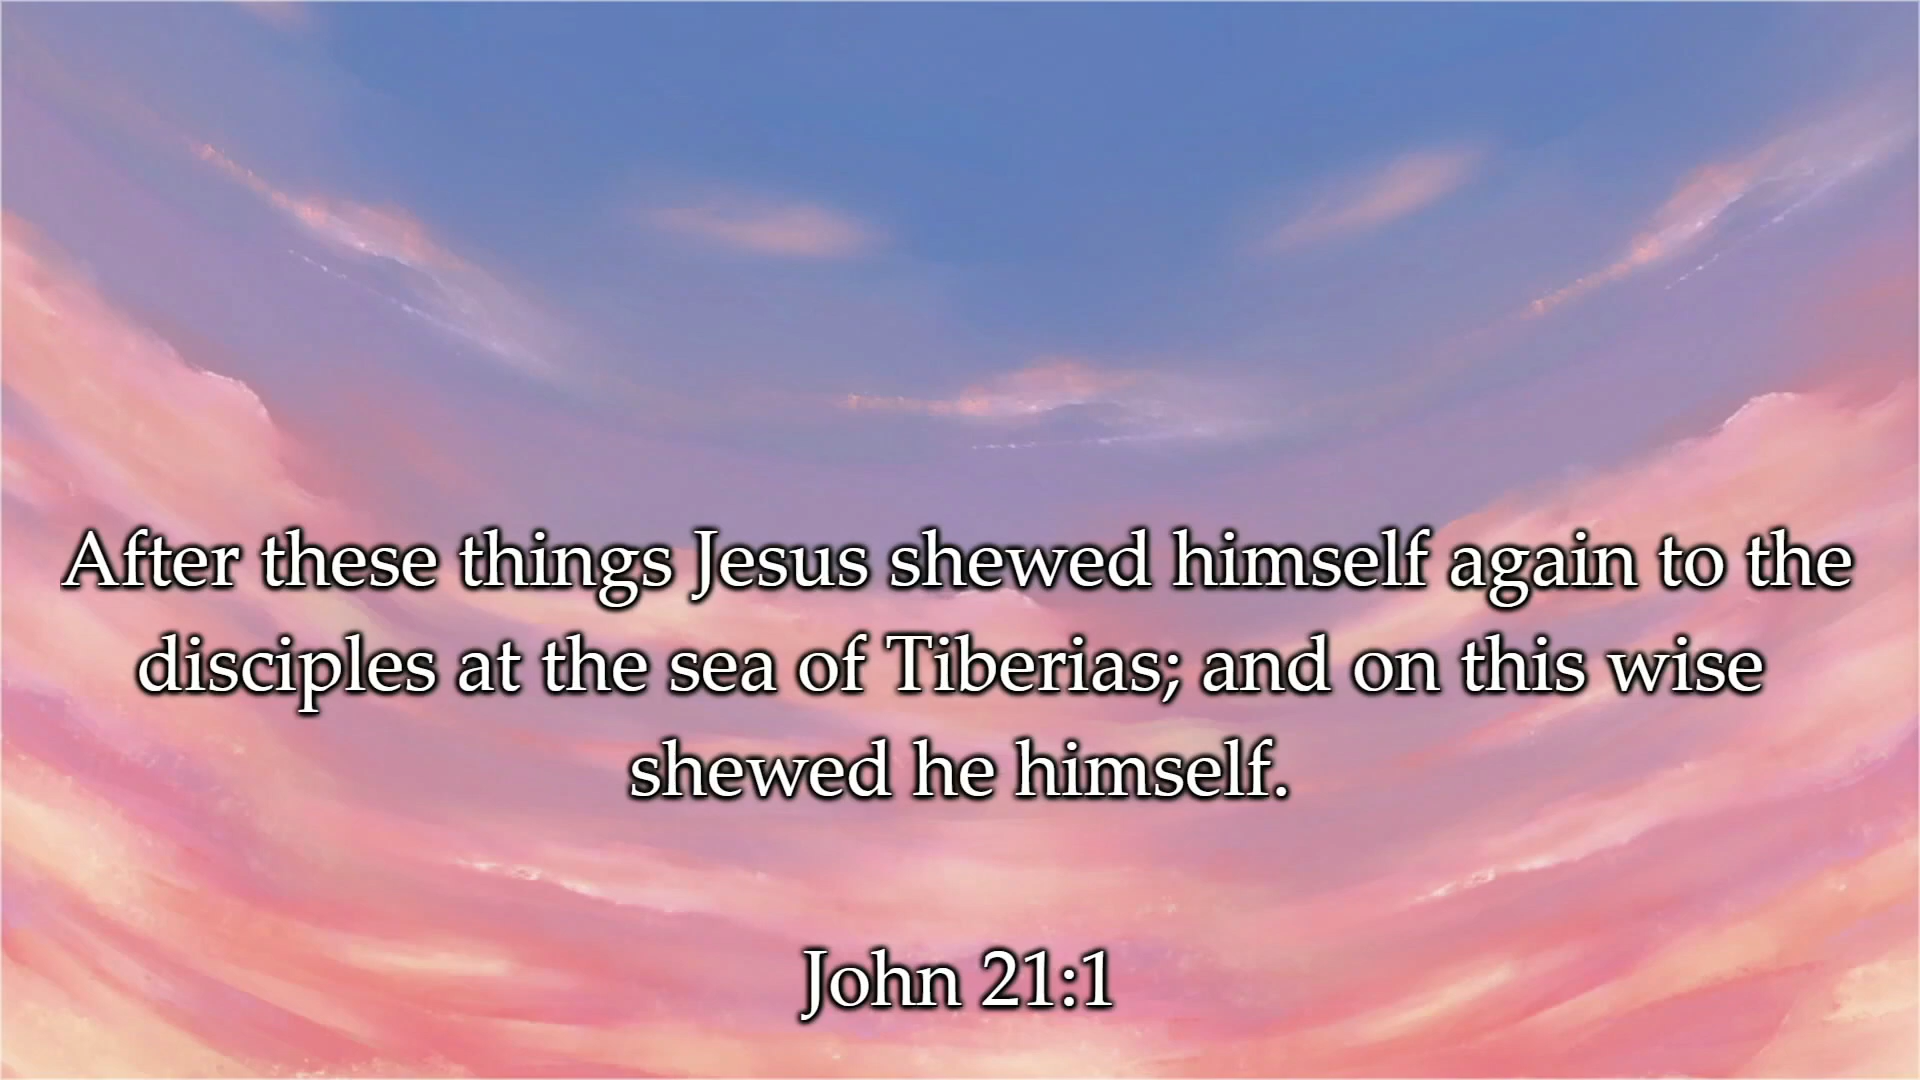 After these things Jesus shewed himself again to the
disciples at the sea of Tiberias; and on this wise
shewed he himself.
John 21:1